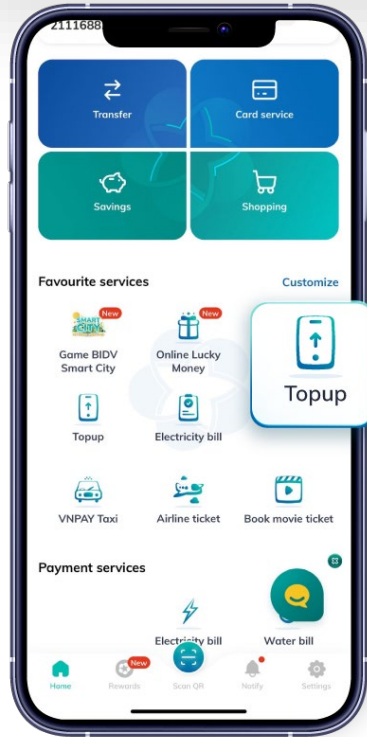 2111688
Transfer
Card service
Savings
Shopping
Favourite services
Customize
New
New
SMART
CITY
Game BIDV
Smart City
Online Lucky
Money
Topup
Topup
Electricity bill
VNPAY Taxi
Airline ticket
Book movie ticket
Payment services
Electricity bill
Water bill
New
Home
Rewards
Scan QR
Notify
Settings